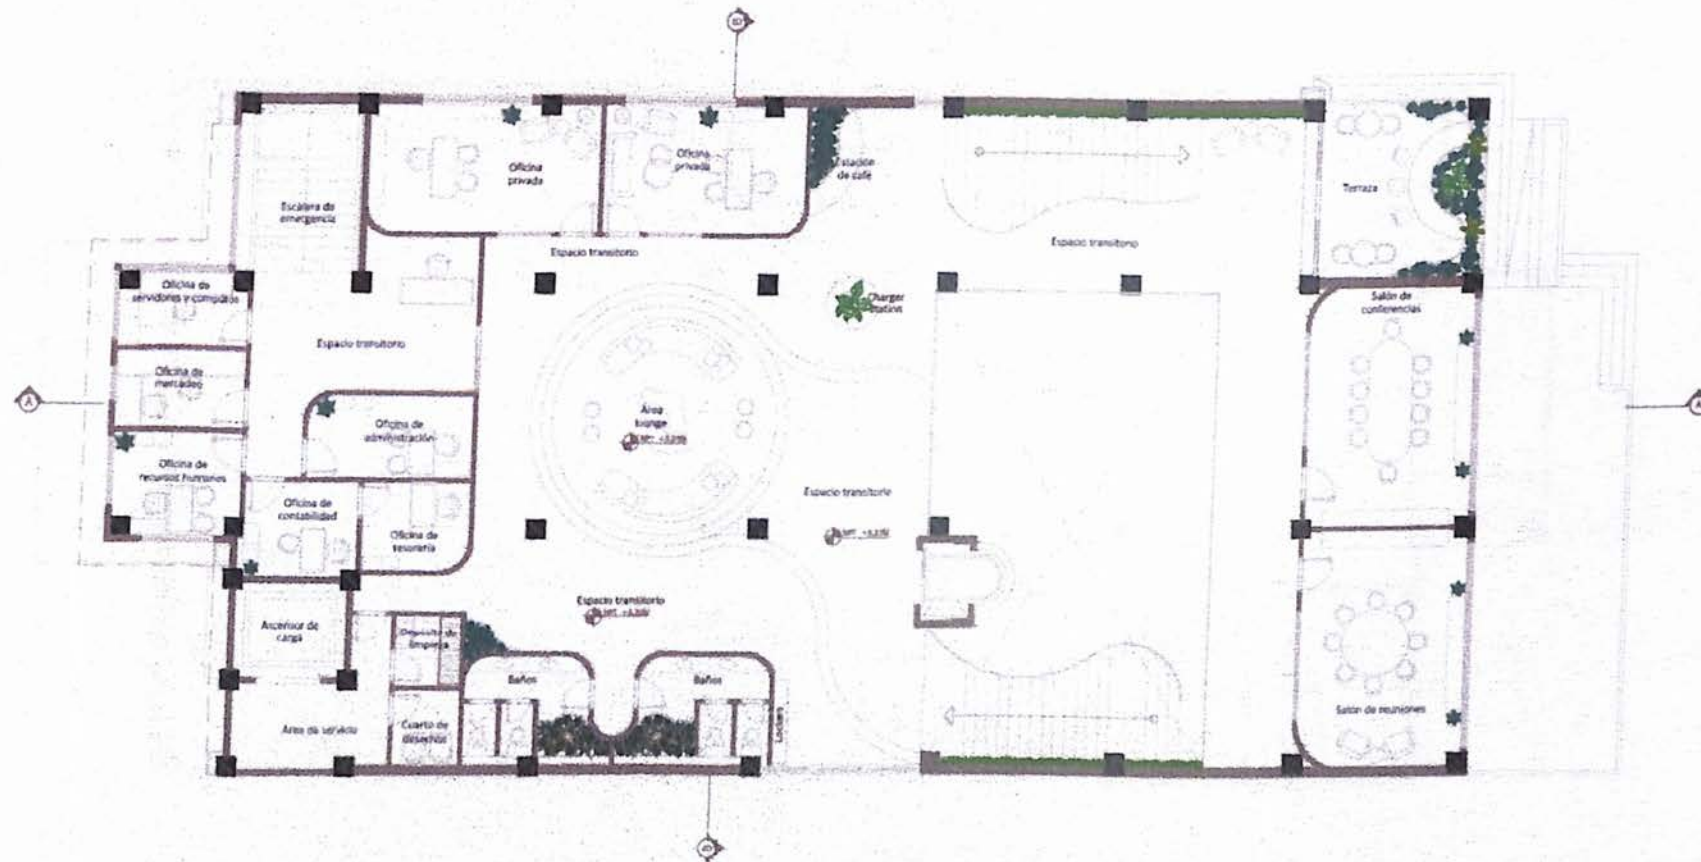 B
Oficina
privada
Oficina
privada
Estación
de café
Terraza
Escalera de
emergencia
Espacio transitorio
Espacio transitorio
Oficina de
servidores y computos
Charger
station
Salón de
conferencias
Espacio transitorio
Oficina de
mercadeo
A
A
Área
lounge
Oficina de
administración
Oficina de
recursos humanos
Oficina de
contabilidad
Espacio transitorio
Oficina de
tesorería
Espacio transitorio
Ascensor de
carga
Depósito de
limpieza
Baños
Baños
Lockers
Área de servicio
Cuarto de
desechos
Salón de reuniones
B